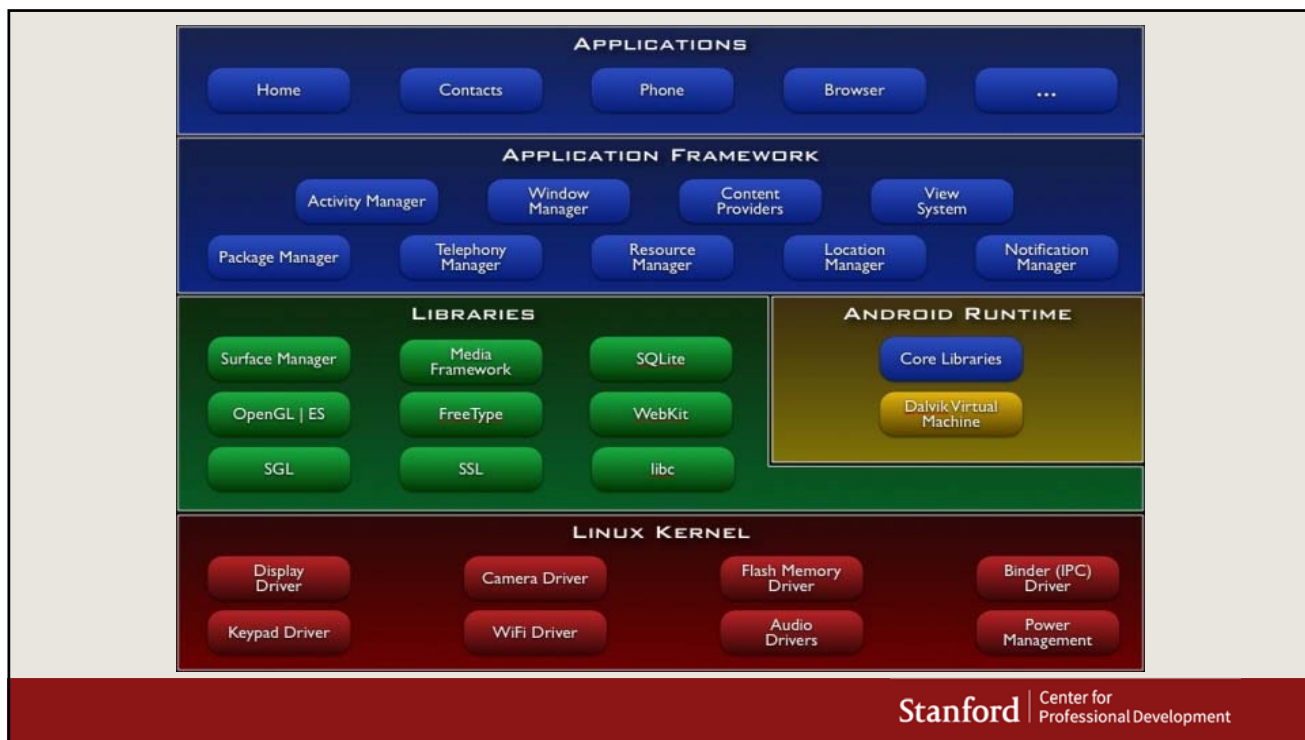 APPLICATIONS
Home
Contacts
Phone
Browser
...
APPLICATION FRAMEWORK
Activity Manager
Window
Manager
Content
Providers
View
System
Package Manager
Telephony
Manager
Resource
Manager
Location
Manager
Notification
Manager
LIBRARIES
Surface Manager
Media
Framework
SQLite
OpenGL | ES
FreeType
WebKit
SGL
SSL
libc
ANDROID RUNTIME
Core Libraries
Dalvik Virtual
Machine
LINUX KERNEL
Display
Driver
Camera Driver
Flash Memory
Driver
Binder (IPC)
Driver
Keypad Driver
WiFi Driver
Audio
Drivers
Power
Management
Stanford
Center for
Professional Development